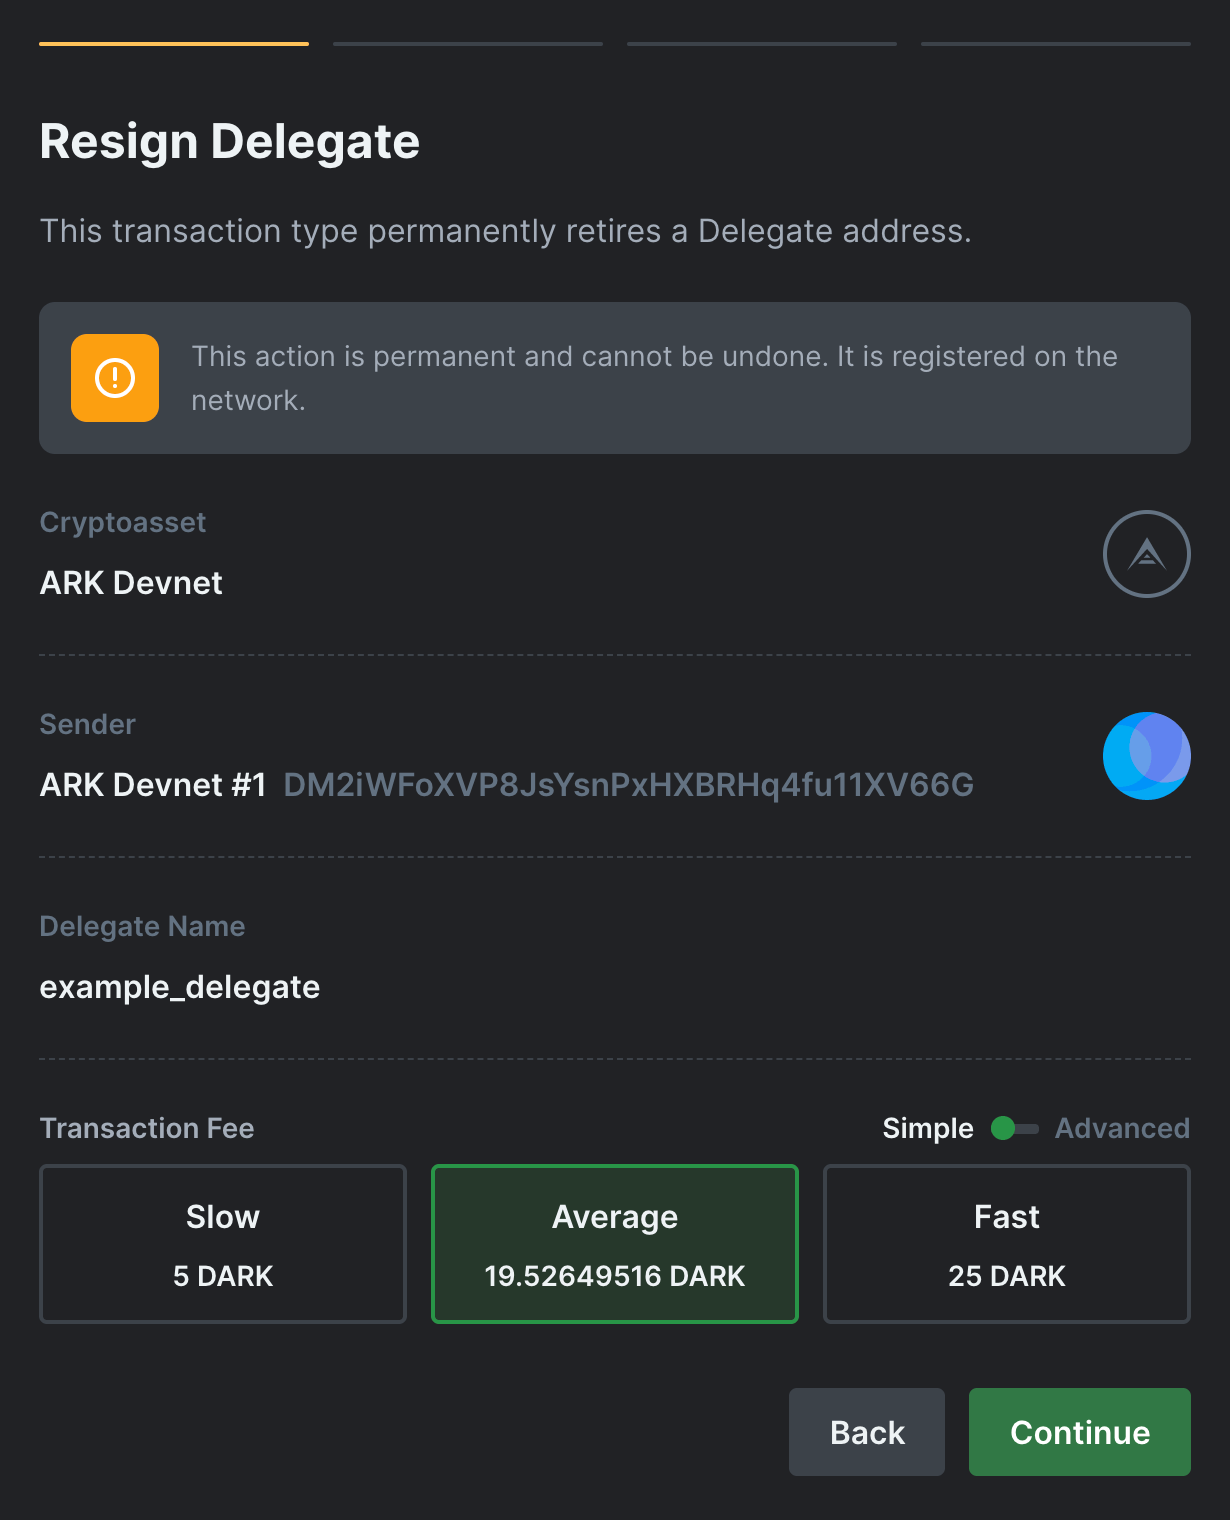 Resign Delegate
This transaction type permanently retires a Delegate address.
This action is permanent and cannot be undone. It is registered on the
network.
Cryptoasset
ARK Devnet
Sender
ARK Devnet #1 DM2iWFoXVP8JsYsnPxHXBRHq4fu11XV66G
Delegate Name
example_delegate
Transaction Fee
Simple Advanced
Slow
5 DARK
Average
19.52649516 DARK
Fast
25 DARK
Back
Continue